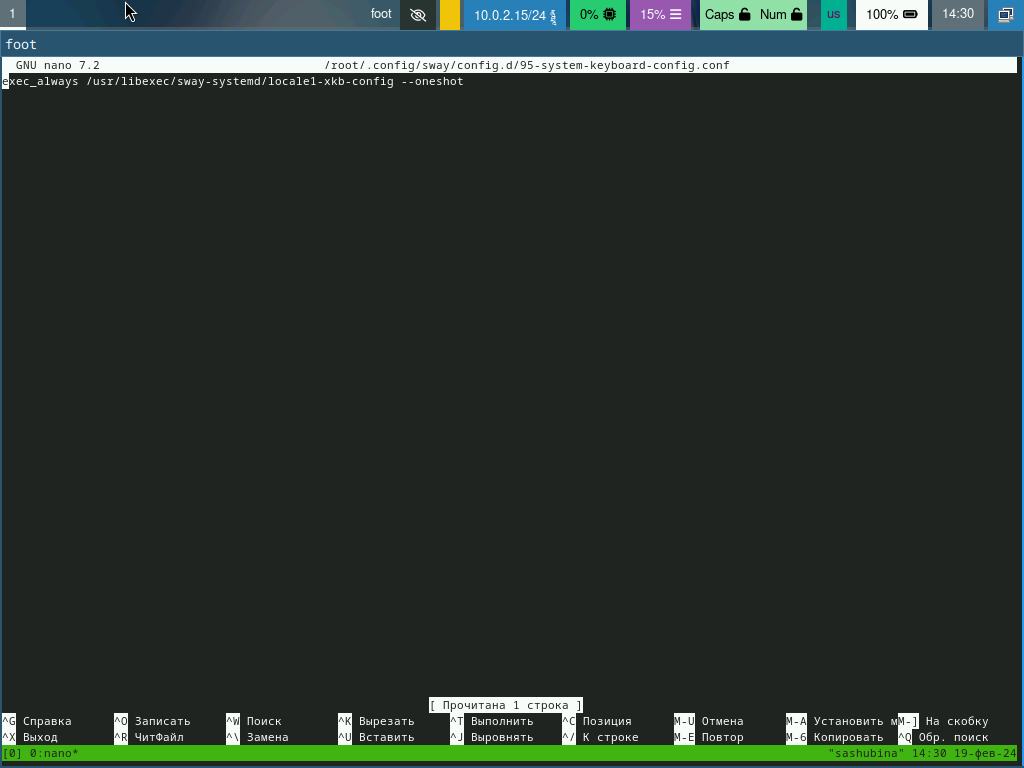 1 foot 10.0.2.15/24 0% 15% Caps Num us 100% 14:30
foot
GNU nano 7.2 /root/.config/sway/config.d/95-system-keyboard-config.conf
exec_always /usr/libexec/sway-systemd/locale1-xkb-config --oneshot
[ Прочитана 1 строка ]
^G Справка ^O Записать ^W Поиск ^K Вырезать ^T Выполнить ^C Позиция M-U Отмена M-A Установить мM-] На скобку
^X Выход ^R ЧитФайл ^\ Замена ^U Вставить ^J Выровнять ^/ К строке M-E Повтор M-6 Копировать ^Q Обр. поиск
[0] 0:nano* "sashubina" 14:30 19-фев-24